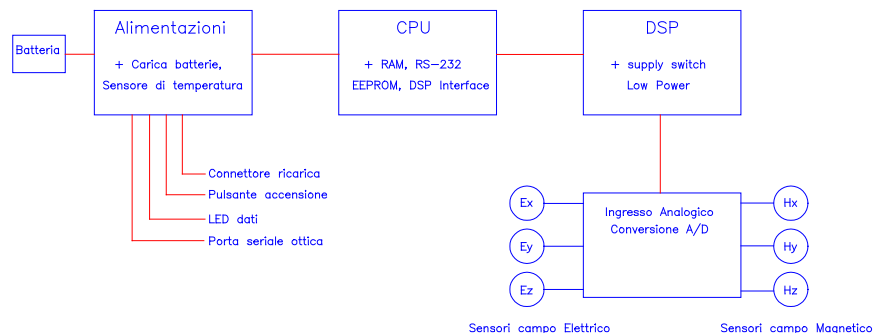 Alimentazioni
CPU
DSP
Batteria
+ Carica batterie,
Sensore di temperatura
+ RAM, RS-232
EEPROM, DSP Interface
+ supply switch
Low Power
Connettore ricarica
Pulsante accensione
LED dati
Porta seriale ottica
Ex
Ey
Ez
Ingresso Analogico
Conversione A/D
Hx
Hy
Hz
Sensori campo Elettrico
Sensori campo Magnetico